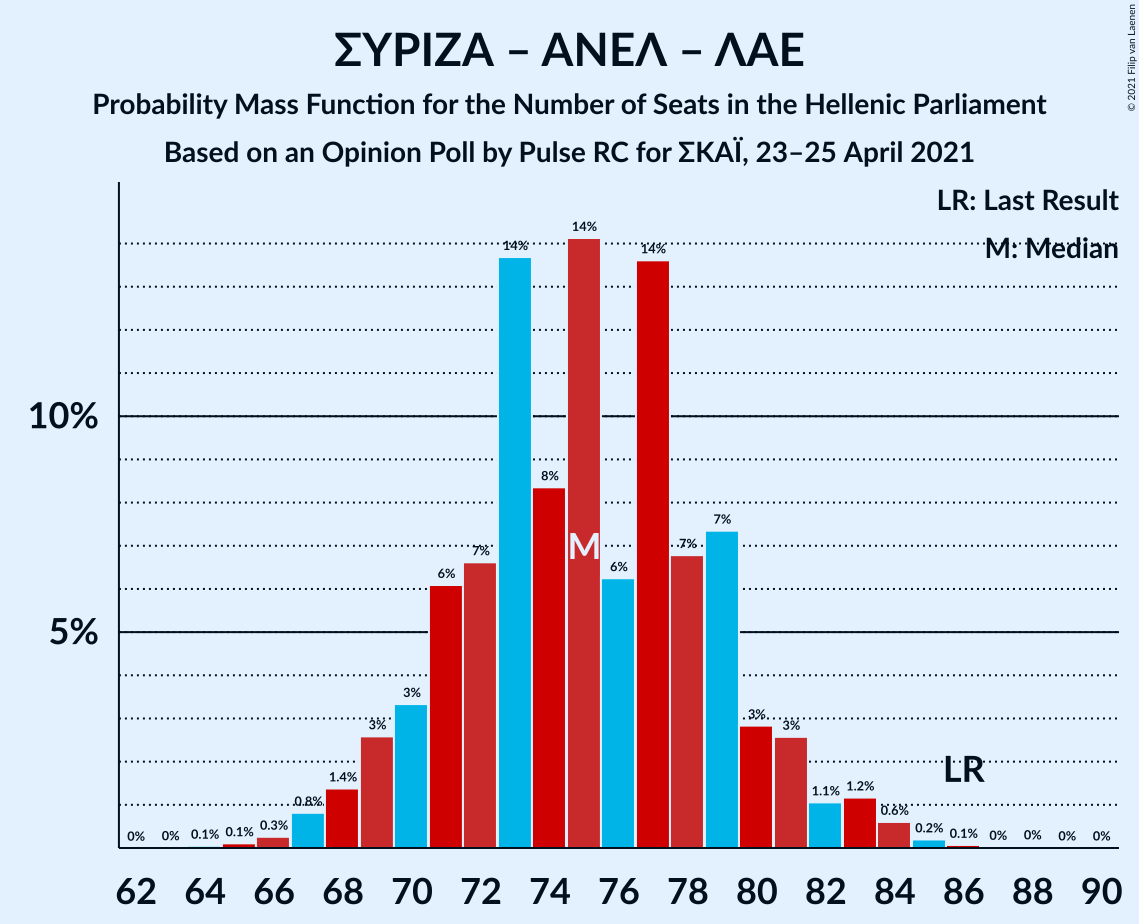 © 2021 Filip van Laenen
ΣΥΡΙΖΑ – ΑΝΕΛ – ΛΑΕ
Probability Mass Function for the Number of Seats in the Hellenic Parliament
Based on an Opinion Poll by Pulse RC for ΣΚΑΪ, 23–25 April 2021
LR: Last Result
M: Median
10%
5%
0% 0% 0.1% 0.1% 0.3% 0.8% 1.4% 3% 3% 6% 7% 14% 8% 14% 6% 14% 7% 7% 3% 3% 1.1% 1.2% 0.6% 0.2% 0.1% 0% 0% 0% 0%
M
LR
62 64 66 68 70 72 74 76 78 80 82 84 86 88 90